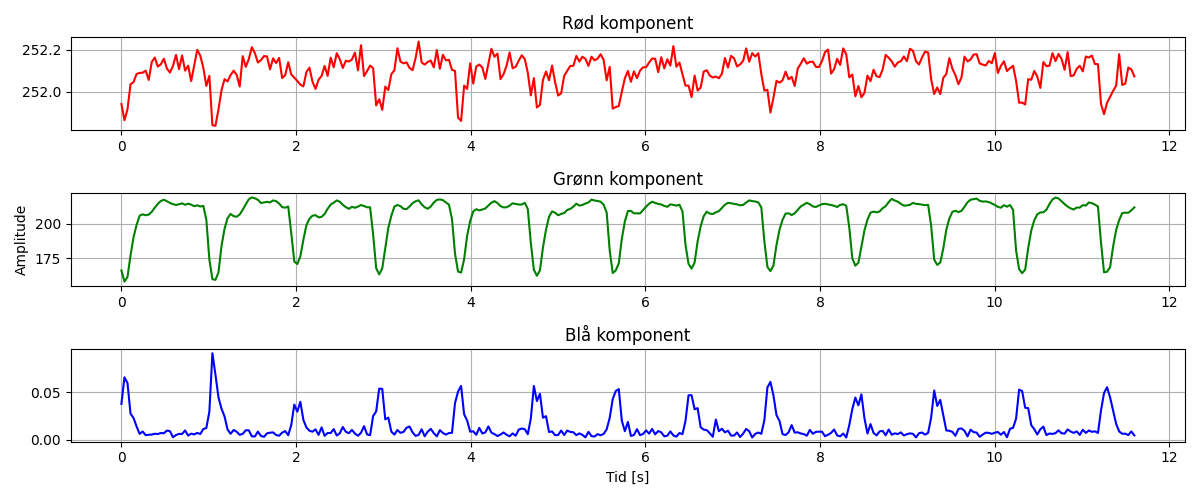 Rød komponent
252.2
252.0
0 2 4 6 8 10 12
Grønn komponent
Amplitude
200
175
0 2 4 6 8 10 12
Blå komponent
0.05
0.00
0 2 4 6 8 10 12
Tid [s]